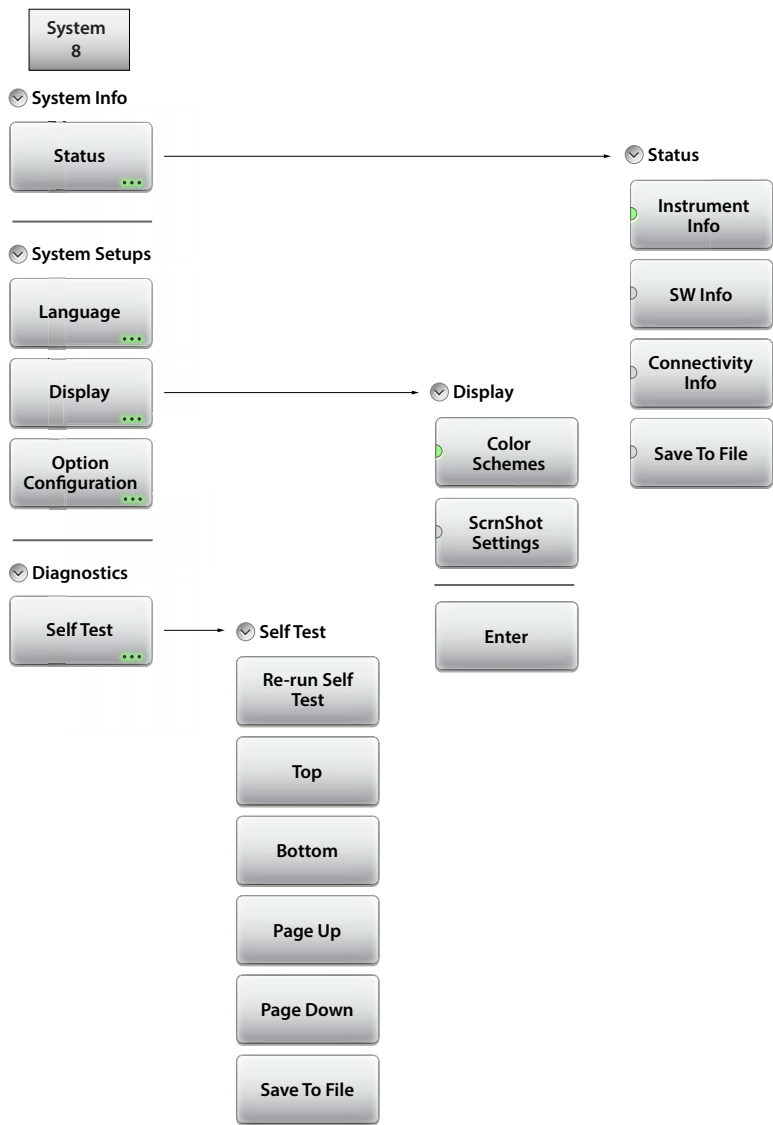 System
8
System Info
Status
System Setups
Language
Display
Option
Configuration
Diagnostics
Self Test
Self Test
Re-run Self
Test
Top
Bottom
Page Up
Page Down
Save To File
Display
Color
Schemes
ScrnShot
Settings
Enter
Status
Instrument
Info
SW Info
Connectivity
Info
Save To File